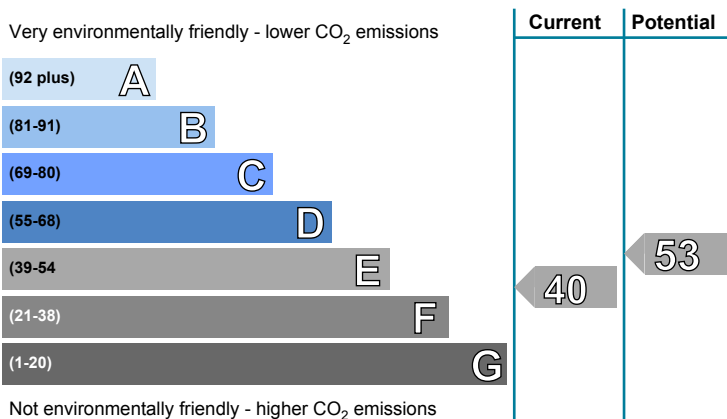 Current Potential
Very environmentally friendly - lower CO2 emissions
(92 plus) A
(81-91) B
(69-80) C
(55-68) D
(39-54 E
53
40
(21-38) F
(1-20) G
Not environmentally friendly - higher CO2 emissions